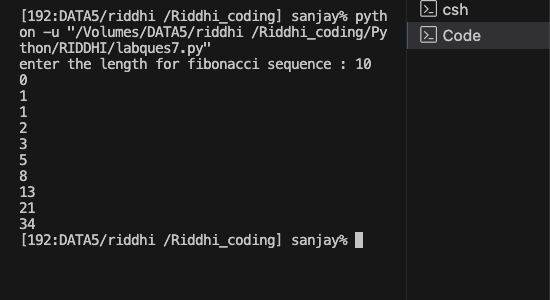 [192:DATA5/riddhi /Riddhi_coding] sanjay% pyth
on -u "/Volumes/DATA5/riddhi /Riddhi_coding/Py
thon/RIDDHI/labques7.py"
enter the length for fibonacci sequence : 10
0
1
1
2
3
5
8
13
21
34
[192:DATA5/riddhi /Riddhi_coding] sanjay%
csh
Code